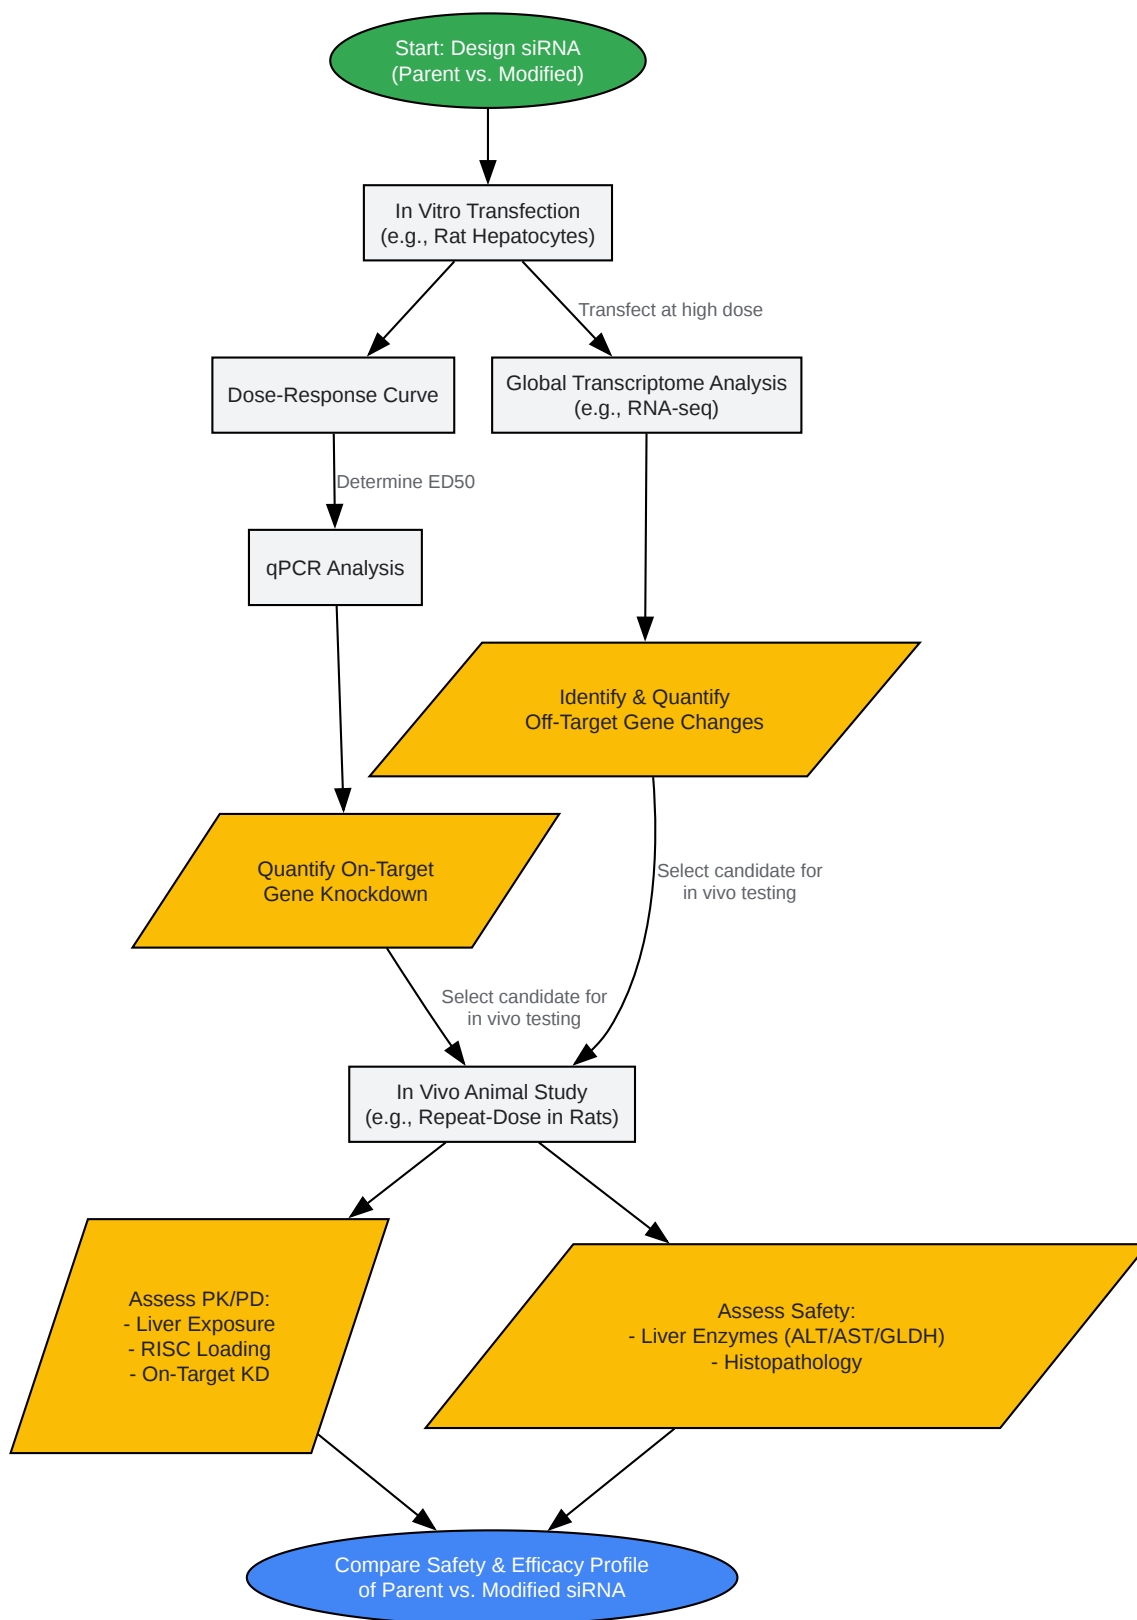 Start: Design siRNA
(Parent vs. Modified)
In Vitro Transfection
(e.g., Rat Hepatocytes)
Transfect at high dose
Dose-Response Curve
Global Transcriptome Analysis
(e.g., RNA-seq)
Determine ED50
qPCR Analysis
Identify & Quantify
Off-Target Gene Changes
Quantify On-Target
Gene Knockdown
Select candidate for
in vivo testing
Select candidate for
in vivo testing
In Vivo Animal Study
(e.g., Repeat-Dose in Rats)
Assess PK/PD:
- Liver Exposure
- RISC Loading
- On-Target KD
Assess Safety:
- Liver Enzymes (ALT/AST/GLDH)
- Histopathology
Compare Safety & Efficacy Profile
of Parent vs. Modified siRNA